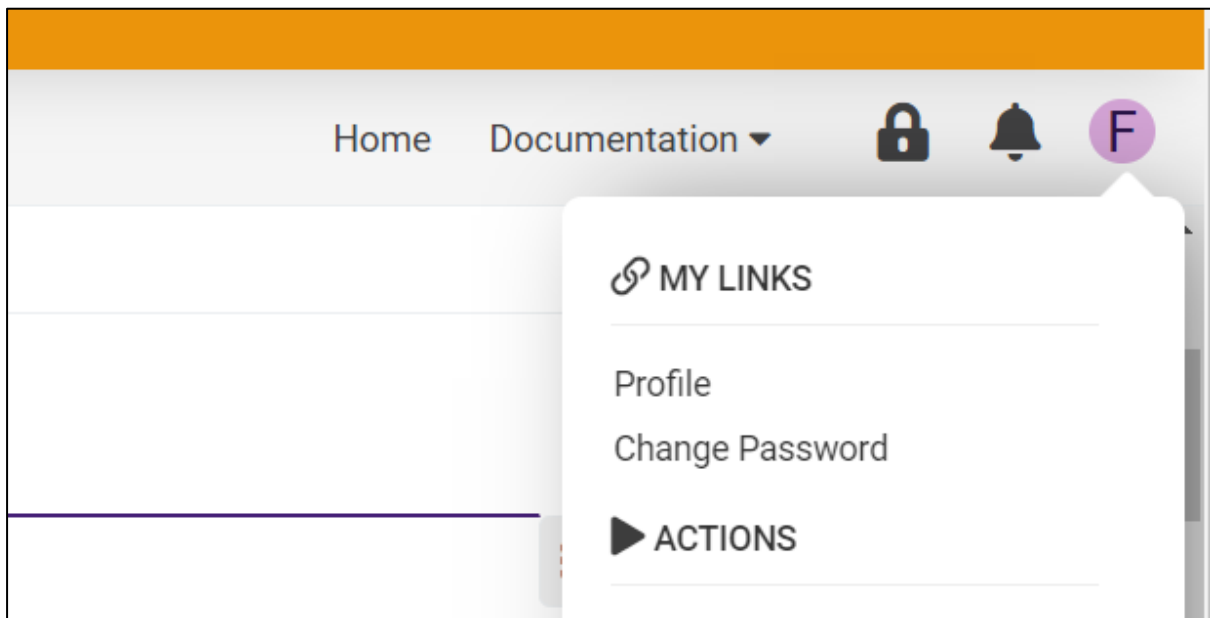 Home Documentation F
MY LINKS
Profile
Change Password
ACTIONS